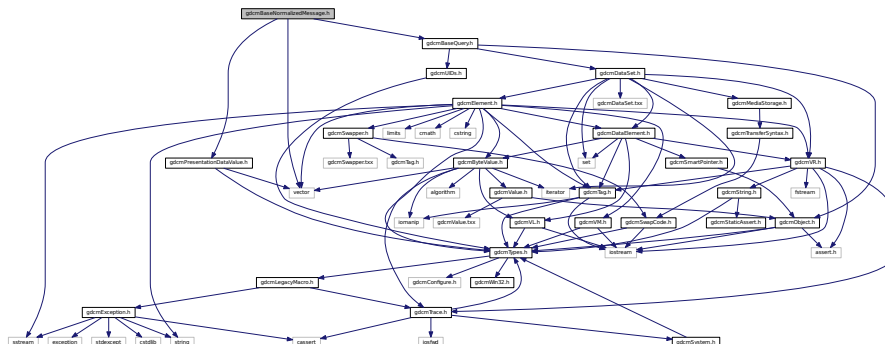 gdcmBaseNormalizedMessage.h
gdcmBaseQuery.h
gdcmUIDs.h
gdcmDataSet.h
gdcmElement.h
gdcmDataSet.txx
gdcmMediaStorage.h
gdcmSwapper.h
limits
cmath
cstring
gdcmDataElement.h
gdcmTransferSyntax.h
gdcmPresentationDataValue.h
gdcmSwapper.txx
gdcmTag.h
gdcmByteValue.h
set
gdcmSmartPointer.h
gdcmVR.h
vector
algorithm
gdcmValue.h
iterator
gdcmTag.h
gdcmString.h
fstream
iomanip
gdcmValue.txx
gdcmVL.h
gdcmVM.h
gdcmSwapCode.h
gdcmStaticAssert.h
gdcmObject.h
gdcmTypes.h
iostream
assert.h
gdcmLegacyMacro.h
gdcmConfigure.h
gdcmWin32.h
gdcmException.h
gdcmTrace.h
sstream
exception
stdexcept
cstdlib
string
cassert
iosfwd
gdcmSystem.h